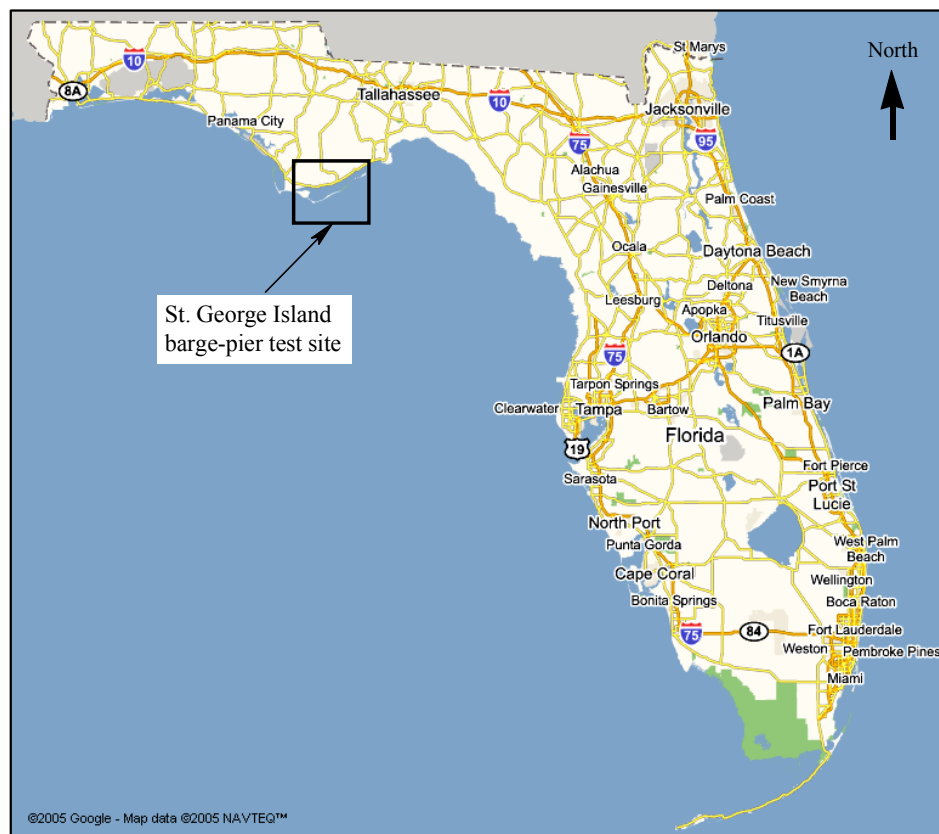 St Marys
North
10
8A
Tallahassee
10
Jacksonville
Panama City
75
95
Alachua
Gainesville
Palm Coast
Ocala
Daytona Beach
Deltona
New Smyrna
Beach
Leesburg
Apopka
Titusville
St. George Island
barge-pier test site
Orlando
75
1A
Tarpon Springs
Clearwater
Tampa
Bartow
Palm Bay
Florida
19
Fort Pierce
Sarasota
Port St
Lucie
North Port
Punta Gorda
West Palm
Beach
Cape Coral
Wellington
Bonita Springs
Boca Raton
75
84
Fort Lauderdale
Weston
Pembroke Pines
Miami
©2005 Google - Map data ©2005 NAVTEQ™